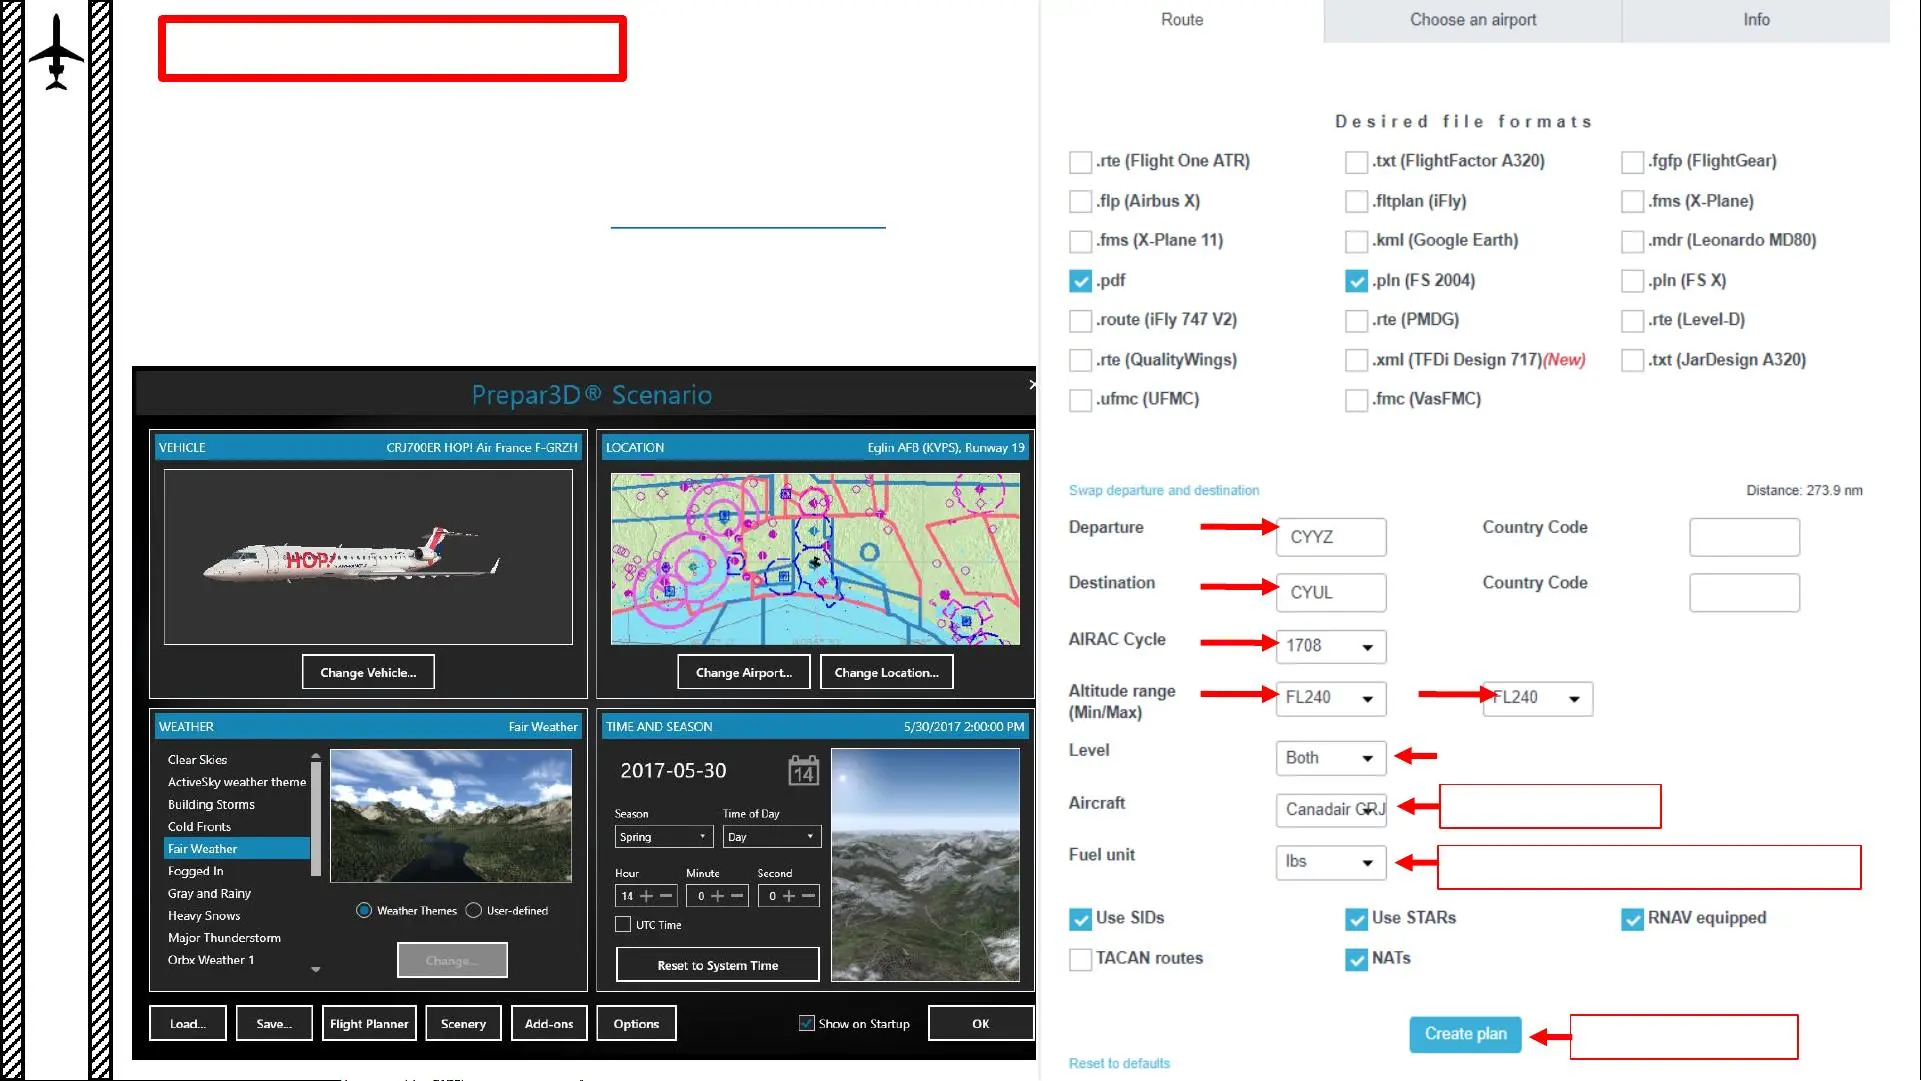 Route
Choose an airport
Info
Desired file formats
.rte (Flight One ATR)
.txt (FlightFactor A320)
.fgfp (FlightGear)
.flp (Airbus X)
.fltplan (iFly)
.fms (X-Plane)
.fms (X-Plane 11)
.kml (Google Earth)
.mdr (Leonardo MD80)
.pdf
.pln (FS 2004)
.pln (FS X)
.route (iFly 747 V2)
.rte (PMDG)
.rte (Level-D)
.rte (QualityWings)
.xml (TFDi Design 717)(New)
.txt (JarDesign A320)
.ufmc (UFMC)
.fmc (VasFMC)
Swap departure and destination
Distance: 273.9 nm
Departure
CYYZ
Country Code
Destination
CYUL
Country Code
AIRAC Cycle
1708
Altitude range
(Min/Max)
FL240
FL240
Level
Both
Aircraft
Canadair CRJ
Fuel unit
lbs
Use SIDs
Use STARs
RNAV equipped
TACAN routes
NATs
Create plan
Reset to defaults
Prepar3D® Scenario
VEHICLE
CRJ700ER HOP! Air France F-GRZH
HOP!
Change Vehicle...
LOCATION
Eglin AFB (KVPS), Runway 19
Change Airport...
Change Location...
WEATHER
Fair Weather
Clear Skies
ActiveSky weather theme
Building Storms
Cold Fronts
Fair Weather
Fogged In
Gray and Rainy
Heavy Snows
Major Thunderstorm
Orbx Weather 1
Weather Themes
User-defined
Change...
TIME AND SEASON
5/30/2017 2:00:00 PM
2017-05-30
14
Season
Time of Day
Spring
Day
Hour
Minute
Second
14
0
0
UTC Time
Reset to System Time
Load...
Save...
Flight Planner
Scenery
Add-ons
Options
Show on Startup
OK